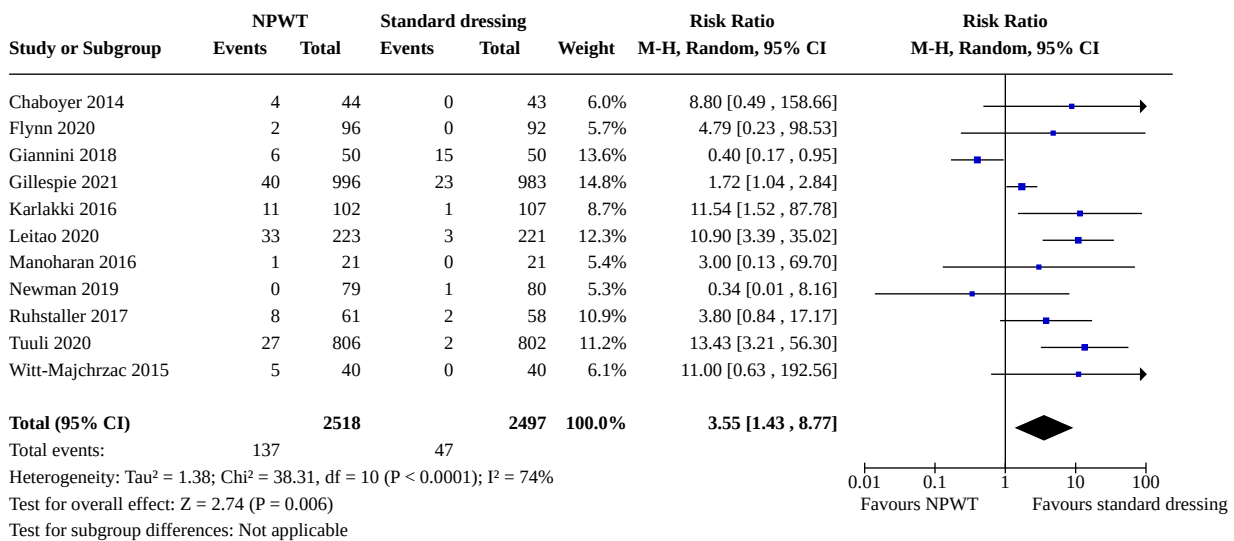 NPWT Standard dressing Risk Ratio Risk Ratio
Study or Subgroup Events Total Events Total Weight M-H, Random, 95% CI M-H, Random, 95% CI
Chaboyer 2014 4 44 0 43 6.0% 8.80 [0.49 , 158.66]
Flynn 2020 2 96 0 92 5.7% 4.79 [0.23 , 98.53]
Giannini 2018 6 50 15 50 13.6% 0.40 [0.17 , 0.95]
Gillespie 2021 40 996 23 983 14.8% 1.72 [1.04 , 2.84]
Karlakki 2016 11 102 1 107 8.7% 11.54 [1.52 , 87.78]
Leitao 2020 33 223 3 221 12.3% 10.90 [3.39 , 35.02]
Manoharan 2016 1 21 0 21 5.4% 3.00 [0.13 , 69.70]
Newman 2019 0 79 1 80 5.3% 0.34 [0.01 , 8.16]
Ruhstaller 2017 8 61 2 58 10.9% 3.80 [0.84 , 17.17]
Tuuli 2020 27 806 2 802 11.2% 13.43 [3.21 , 56.30]
Witt-Majchrzac 2015 5 40 0 40 6.1% 11.00 [0.63 , 192.56]
Total (95% CI) 2518 2497 100.0% 3.55 [1.43 , 8.77]
Total events: 137 47
Heterogeneity: Tau² = 1.38; Chi² = 38.31, df = 10 (P < 0.0001); I² = 74%
0.01 0.1 1 10 100
Test for overall effect: Z = 2.74 (P = 0.006) Favours NPWT Favours standard dressing
Test for subgroup differences: Not applicable